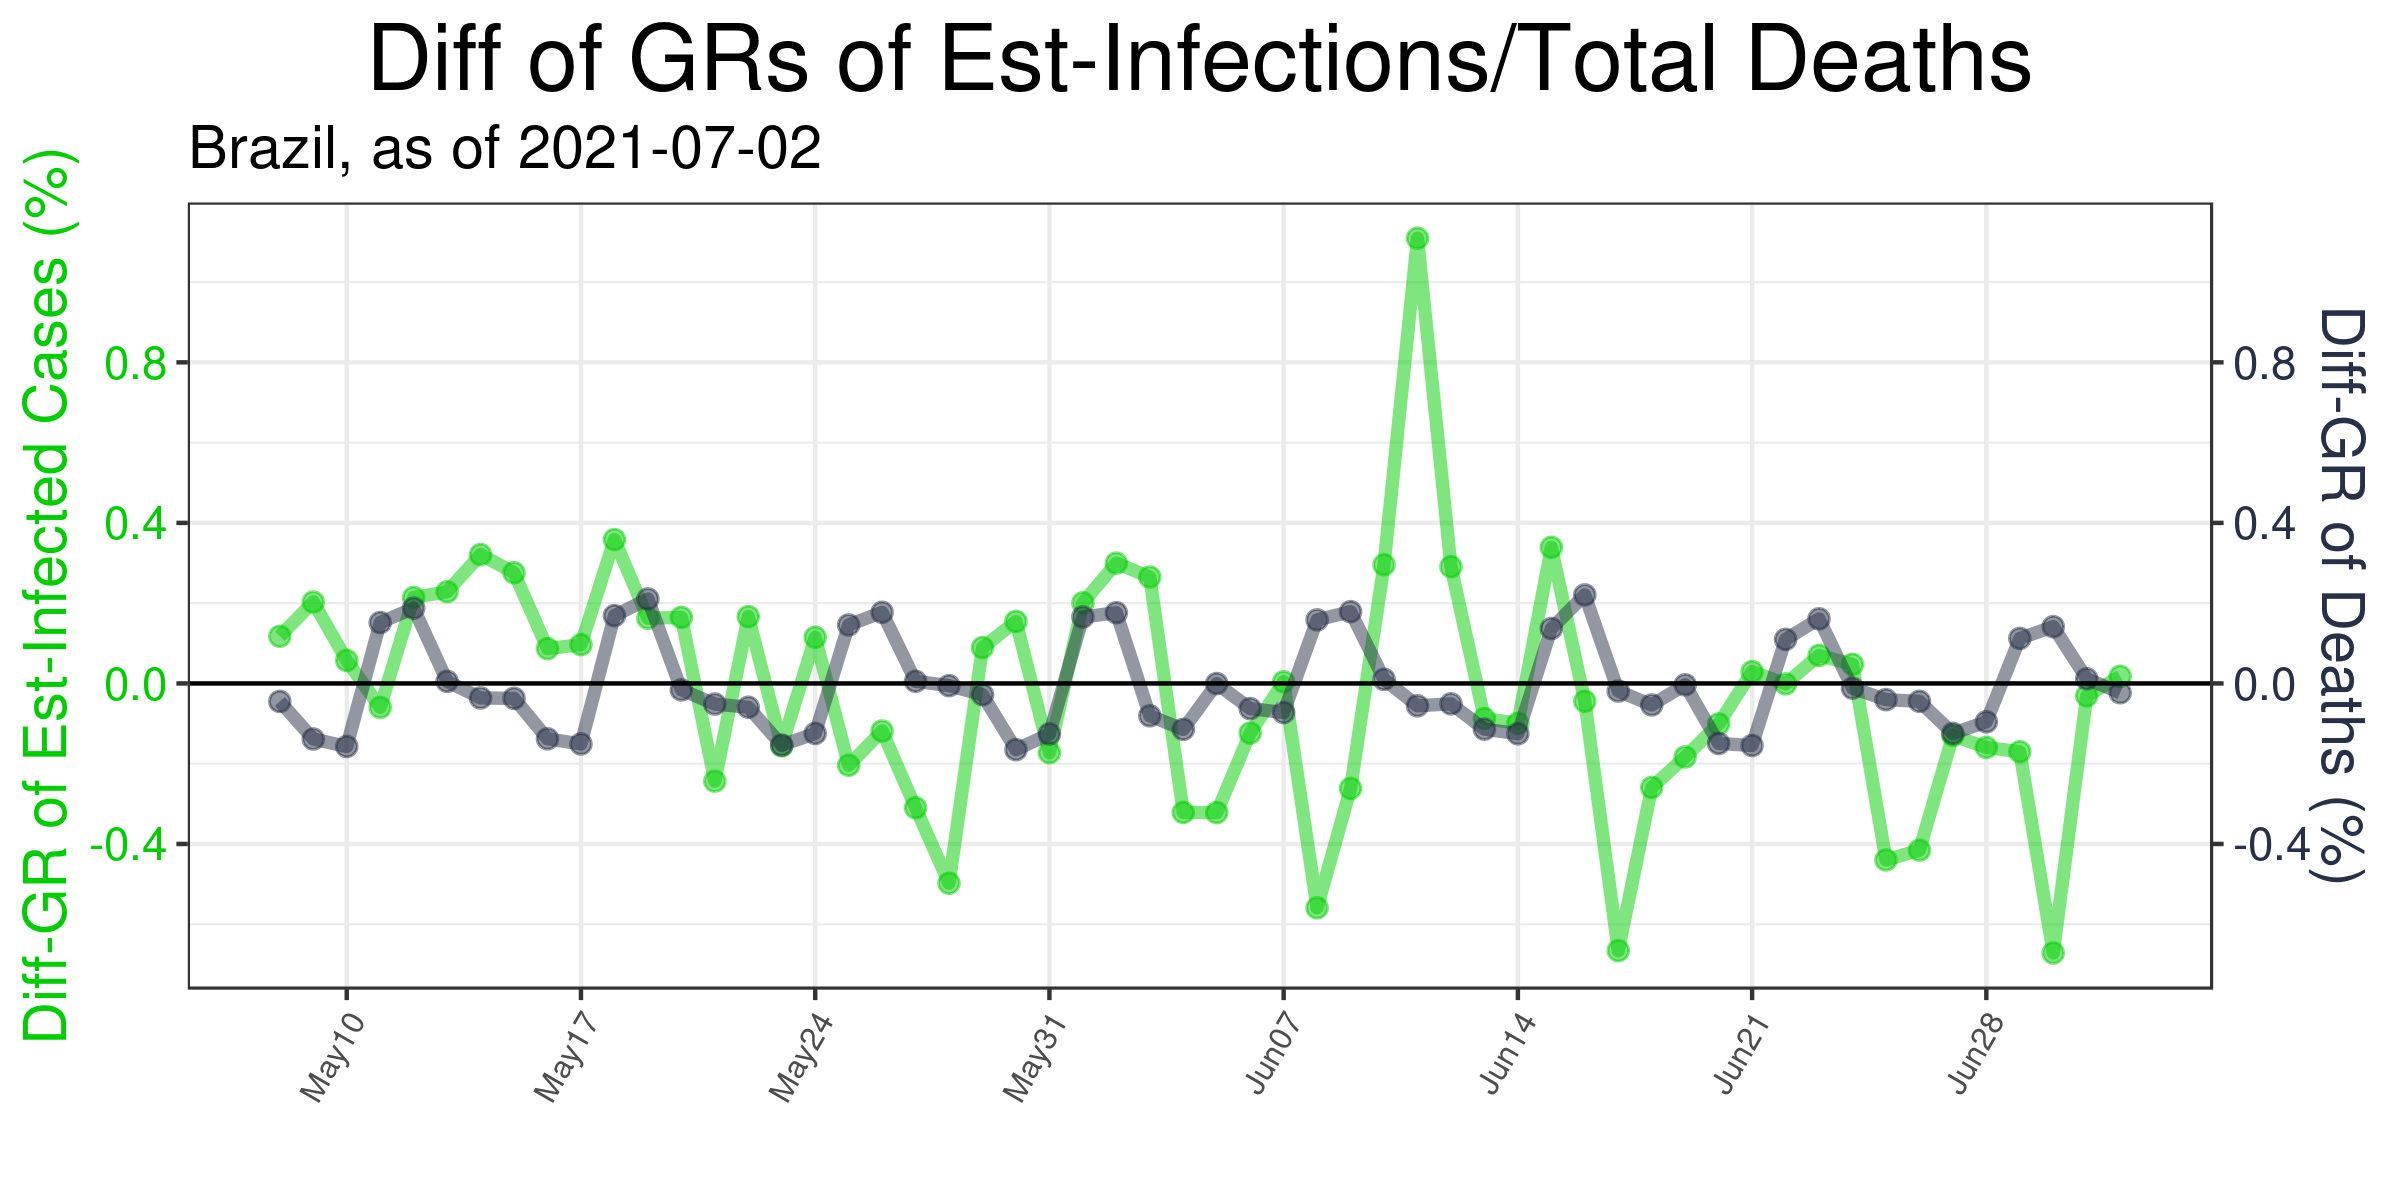 Diff of GRs of Est-Infections/Total Deaths
Brazil, as of 2021-07-02
Diff-GR of Est-Infected Cases (%)
0.8
0.4
0.0
-0.4
0.8
0.4
0.0
-0.4
Diff-GR of Deaths (%)
May10
May17
May24
May31
Jun07
Jun14
Jun21
Jun28